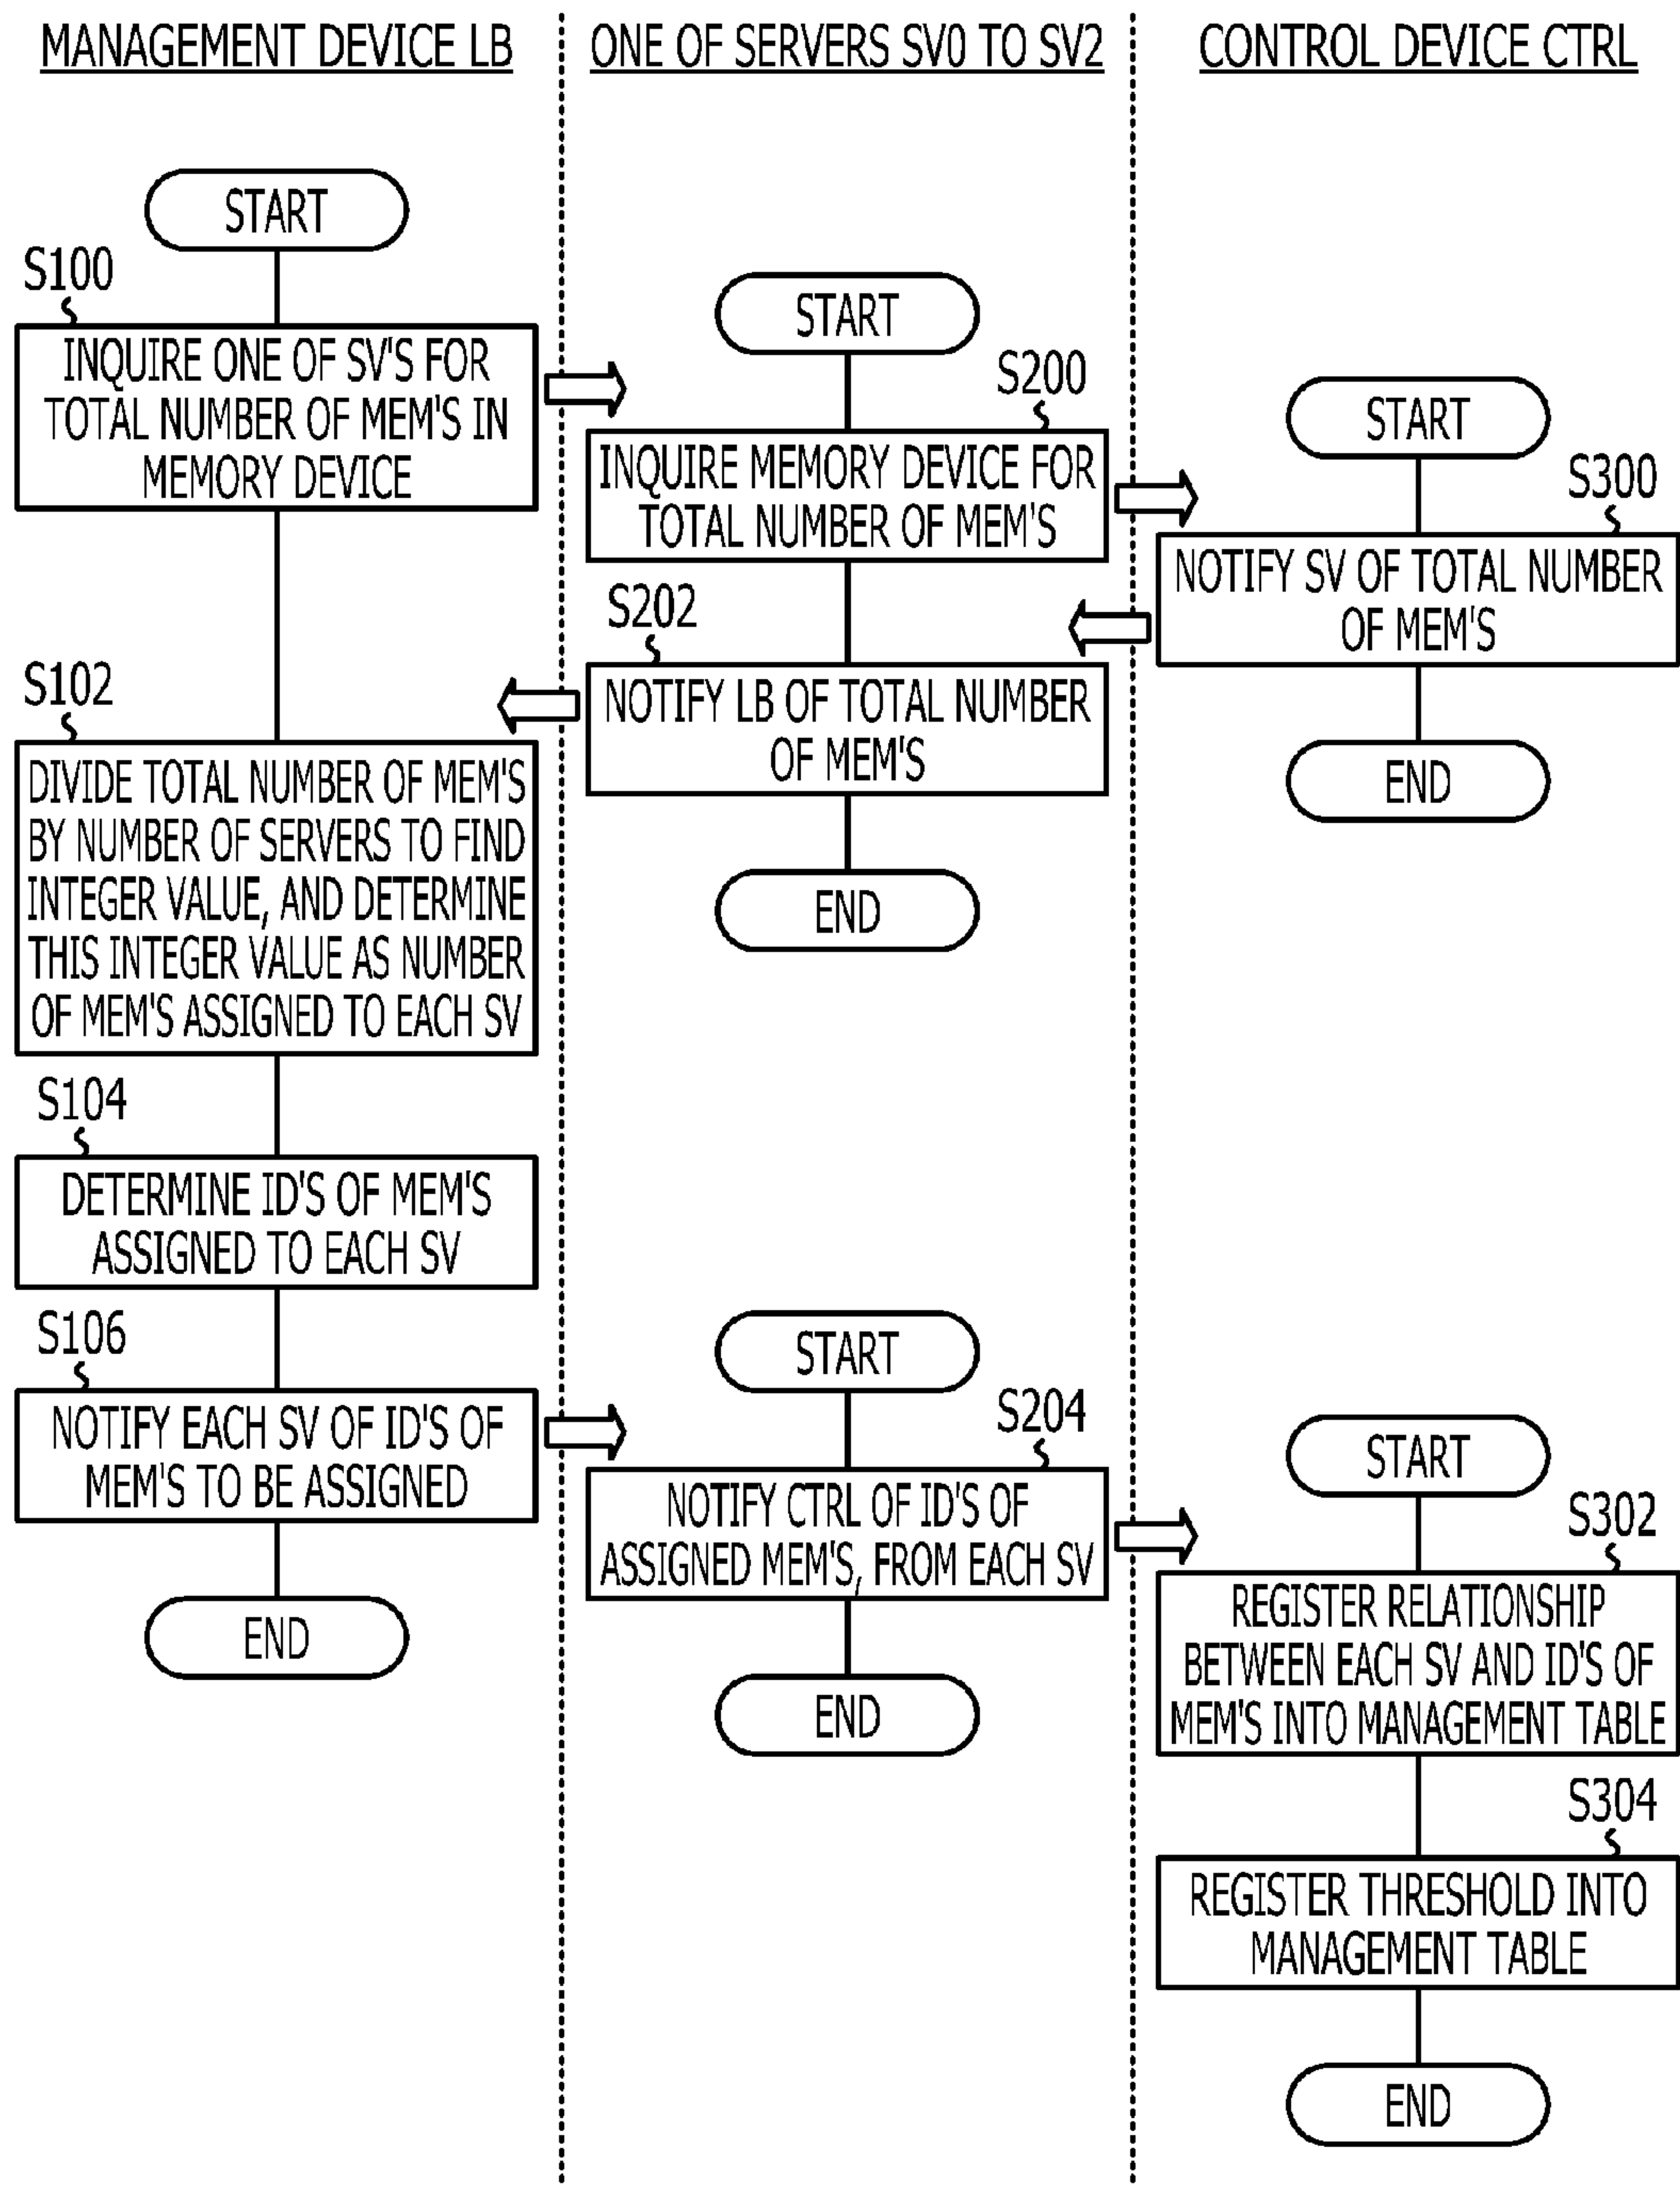 MANAGEMENT DEVICE LB
START
S100
INQUIRE ONE OF SV'S FOR
TOTAL NUMBER OF MEM'S IN
MEMORY DEVICE
S102
DIVIDE TOTAL NUMBER OF MEM'S
BY NUMBER OF SERVERS TO FIND
INTEGER VALUE, AND DETERMINE
THIS INTEGER VALUE AS NUMBER
OF MEM'S ASSIGNED TO EACH SV
S104
DETERMINE ID'S OF MEM'S
ASSIGNED TO EACH SV
S106
NOTIFY EACH SV OF ID'S OF
MEM'S TO BE ASSIGNED
END
ONE OF SERVERS SV0 TO SV2
START
S200
INQUIRE MEMORY DEVICE FOR
TOTAL NUMBER OF MEM'S
S202
NOTIFY LB OF TOTAL NUMBER
OF MEM'S
END
START
S204
NOTIFY CTRL OF ID'S OF
ASSIGNED MEM'S, FROM EACH SV
END
CONTROL DEVICE CTRL
START
S300
NOTIFY SV OF TOTAL NUMBER
OF MEM'S
END
START
S302
REGISTER RELATIONSHIP
BETWEEN EACH SV AND ID'S OF
MEM'S INTO MANAGEMENT TABLE
S304
REGISTER THRESHOLD INTO
MANAGEMENT TABLE
END